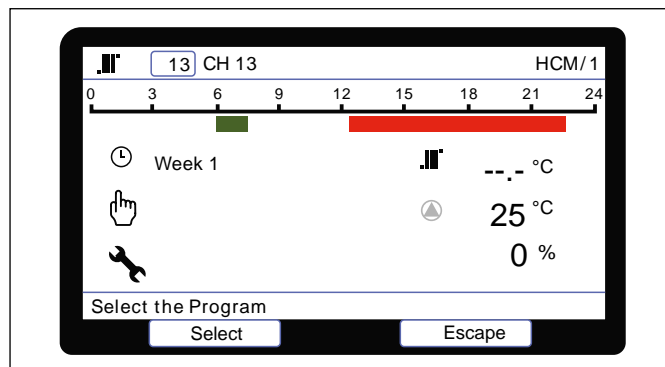 13 CH 13 HCM/1
0 3 6 9 12 15 18 21 24
Week 1 --.- °C
25 °C
0 %
Select the Program
Select Escape